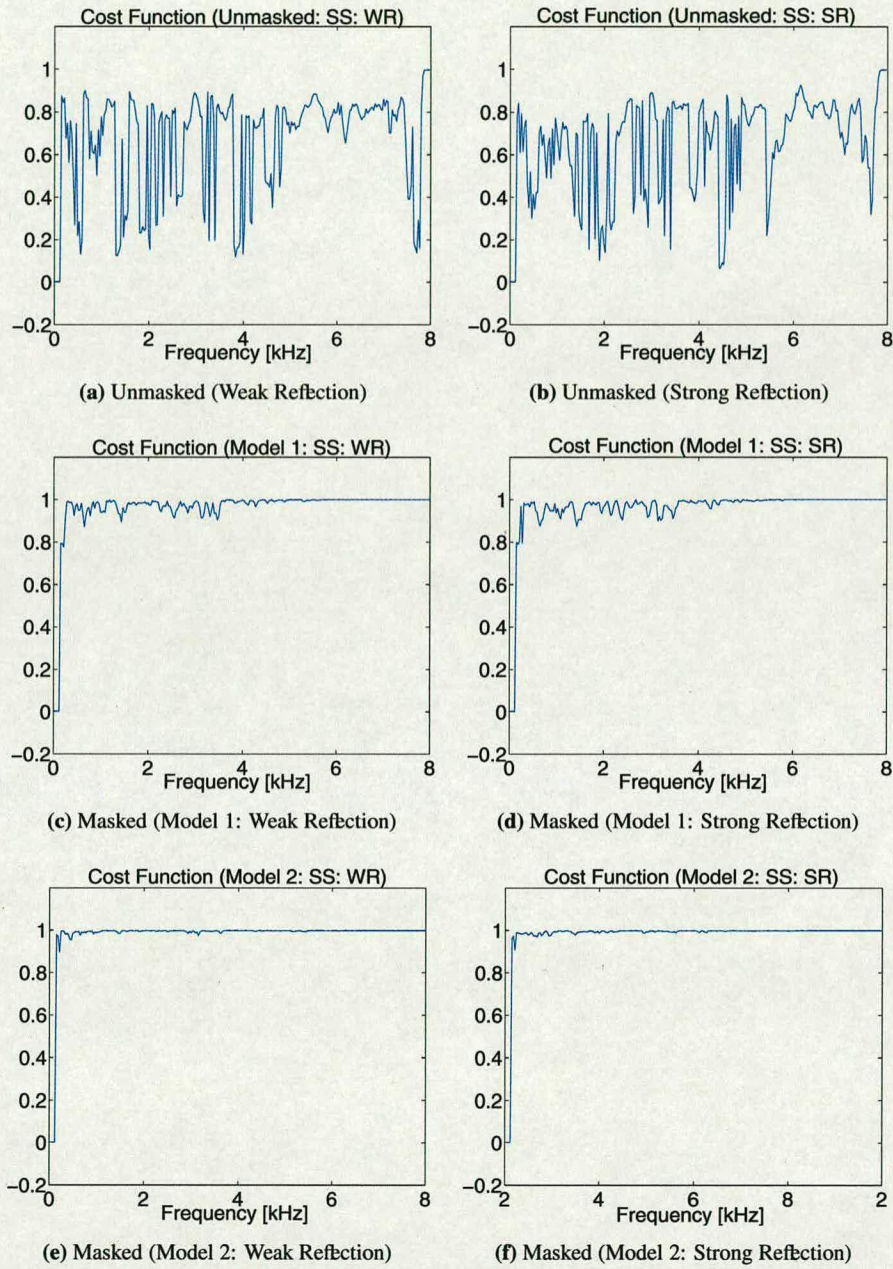 Cost Function (Unmasked: SS: WR)
1
0.8
0.6
0.4
0.2
0
−0.2
0 2 4 6 8
Frequency [kHz]
(a) Unmasked (Weak Reflection)
Cost Function (Unmasked: SS: SR)
1
0.8
0.6
0.4
0.2
0
−0.2
0 2 4 6 8
Frequency [kHz]
(b) Unmasked (Strong Reflection)
Cost Function (Model 1: SS: WR)
1
0.8
0.6
0.4
0.2
0
−0.2
0 2 4 6 8
Frequency [kHz]
(c) Masked (Model 1: Weak Reflection)
Cost Function (Model 1: SS: SR)
1
0.8
0.6
0.4
0.2
0
−0.2
0 2 4 6 8
Frequency [kHz]
(d) Masked (Model 1: Strong Reflection)
Cost Function (Model 2: SS: WR)
1
0.8
0.6
0.4
0.2
0
−0.2
0 2 4 6 8
Frequency [kHz]
(e) Masked (Model 2: Weak Reflection)
Cost Function (Model 2: SS: SR)
1
0.8
0.6
0.4
0.2
0
−0.2
2 4 6 8 2
Frequency [kHz]
(f) Masked (Model 2: Strong Reflection)